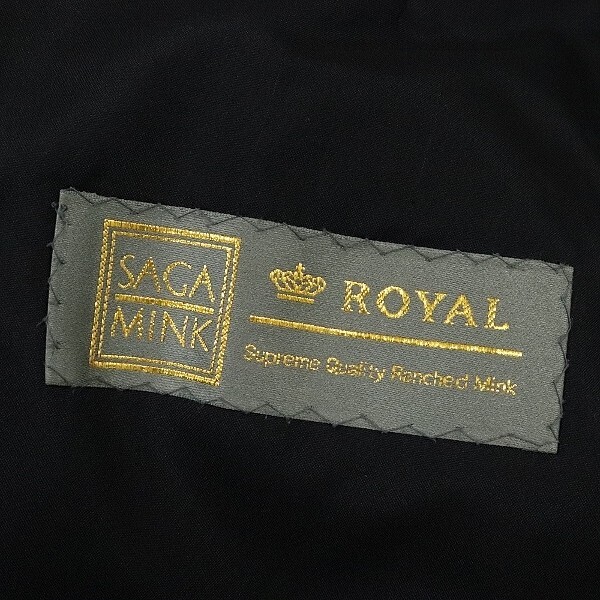 SAGA
MINK
ROYAL
Supreme Quality Ranched Mink